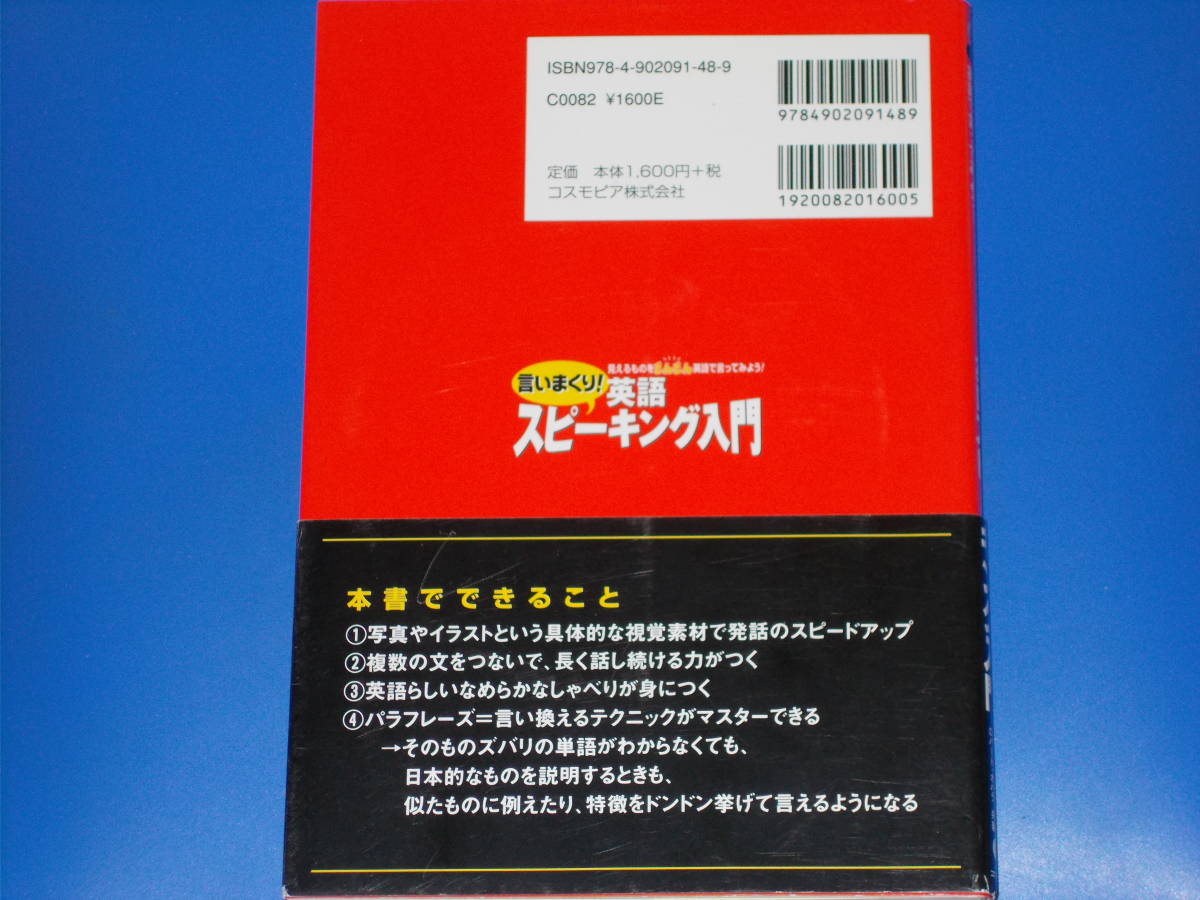 ISBN978-4-902091-48-9
C0082 ¥1600E
9784902091489
定価 本体1,600円+税
コスモピア株式会社
1920082016005
見えるものをどんどん英語で言ってみよう!
言いまくり!
英語
スピーキング入門
本書でできること
①写真やイラストという具体的な視覚素材で発話のスピードアップ
②複数の文をつないで、長く話し続ける力がつく
③英語らしいなめらかなしゃべりが身につく
④パラフレーズ=言い換えるテクニックがマスターできる
→そのものズバリの単語がわからなくても、
日本的なものを説明するときも、
似たものに例えたり、特徴をドンドン挙げて言えるようになる